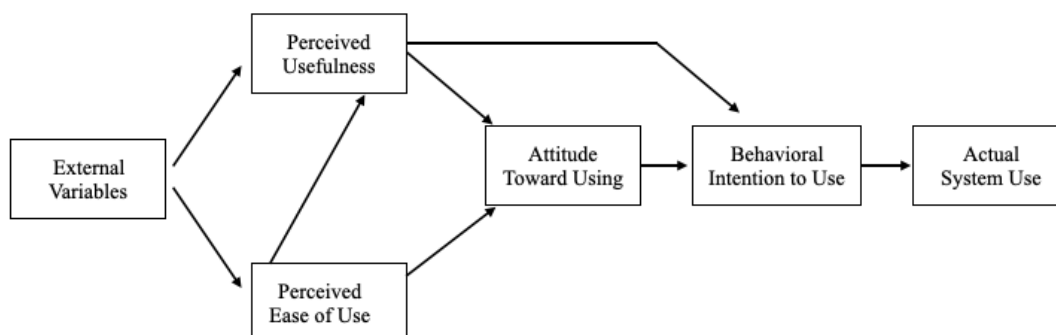 Perceived
Usefulness
External
Variables
Attitude
Toward Using
Behavioral
Intention to Use
Actual
System Use
Perceived
Ease of Use